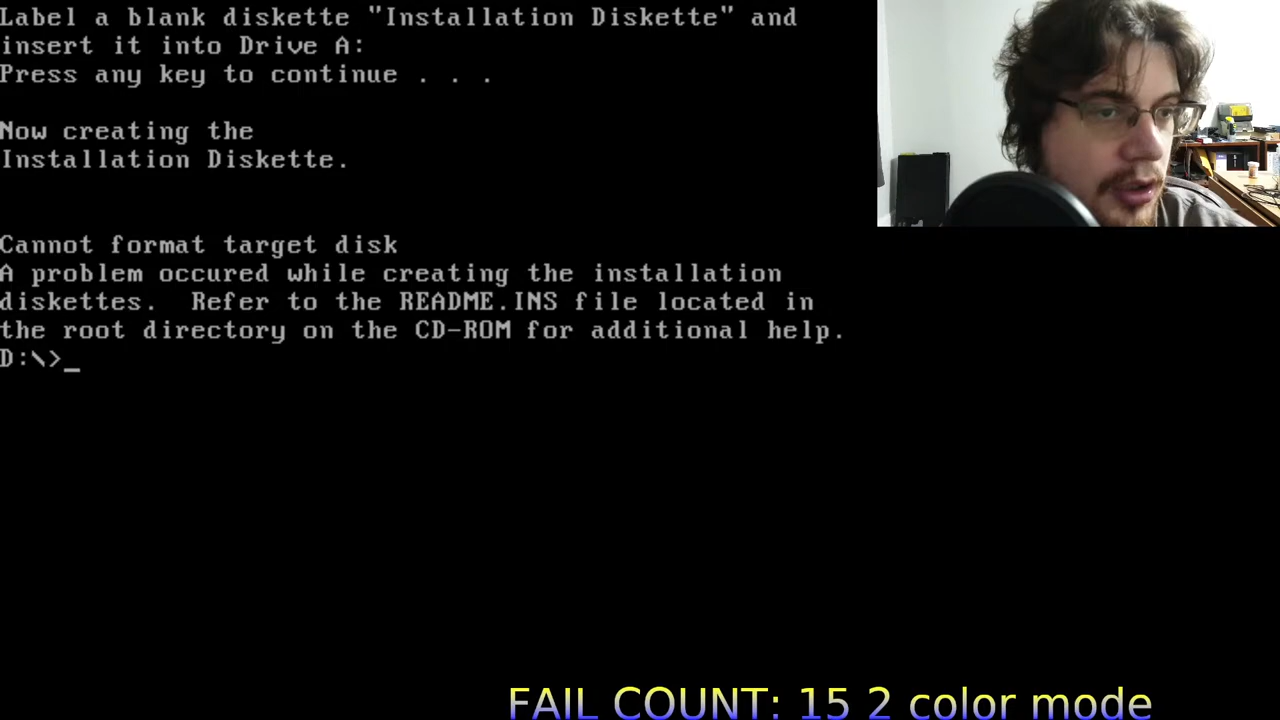 Label a blank diskette "Installation Diskette" and
insert it into Drive A:
Press any key to continue . . .
Now creating the
Installation Diskette.
Cannot format target disk
A problem occured while creating the installation
diskettes.  Refer to the README.INS file located in
the root directory on the CD-ROM for additional help.
D:\>_
FAIL COUNT: 15 2 color mode